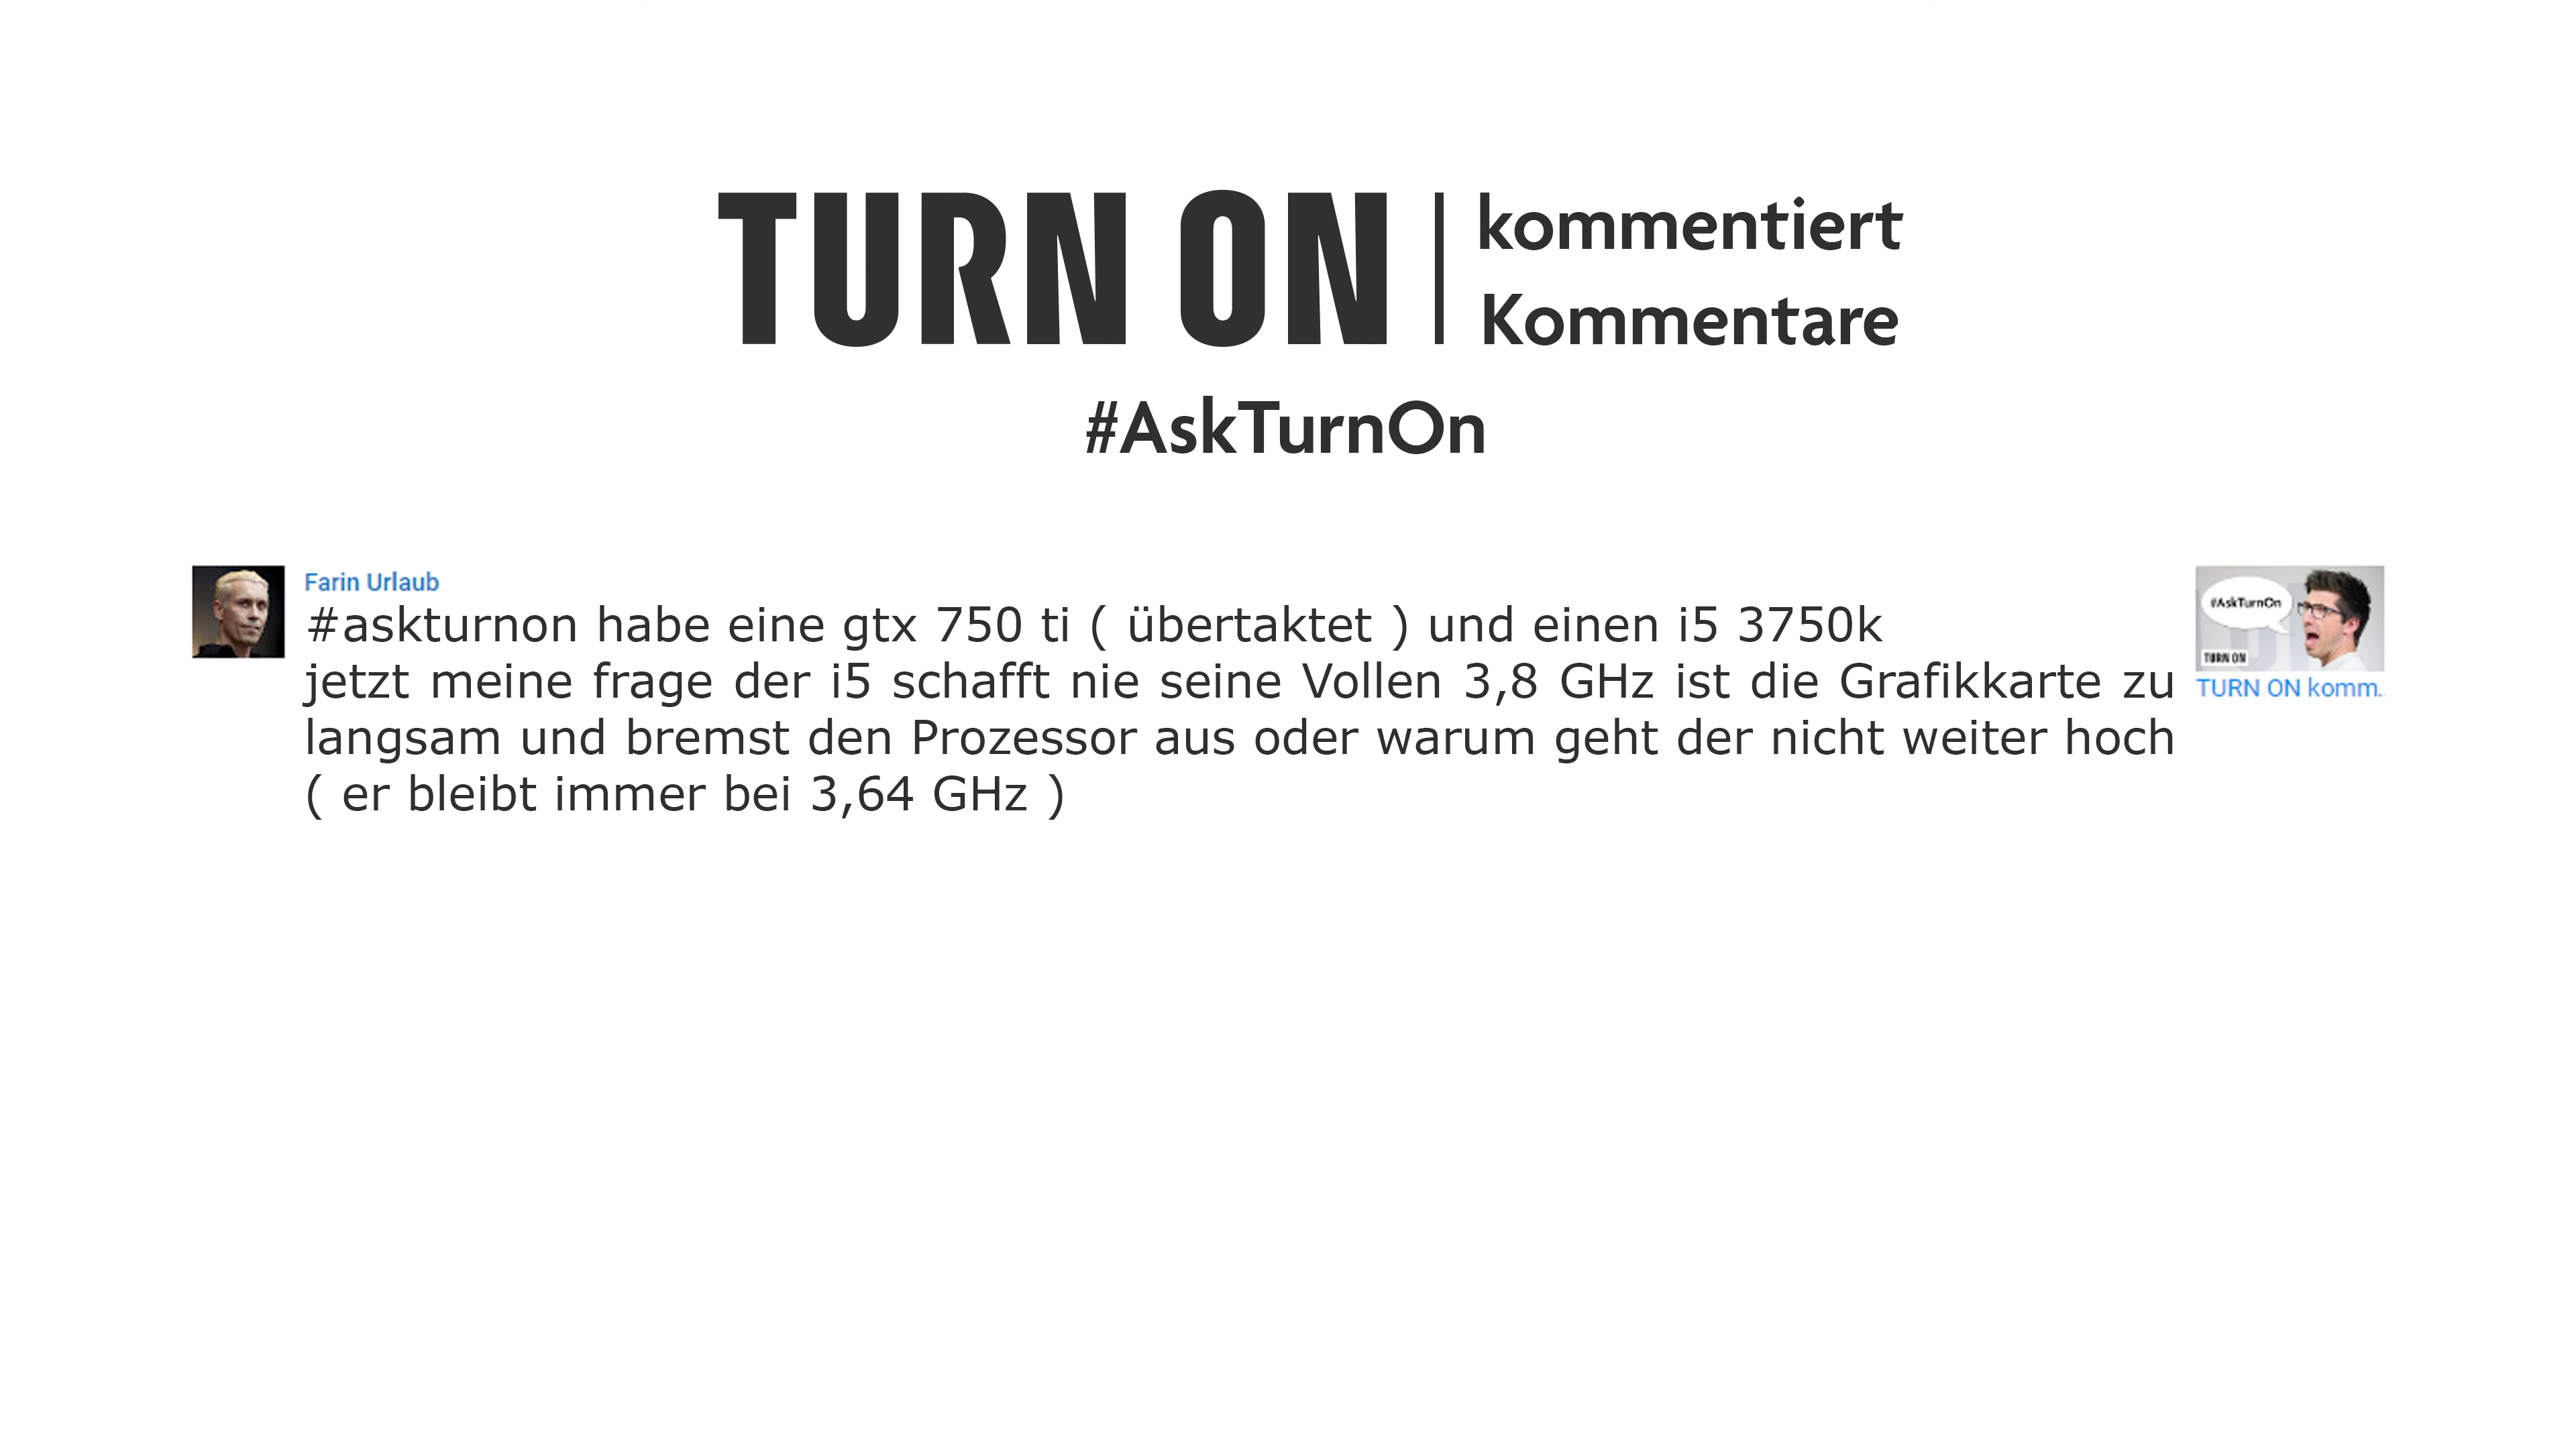 TURN ON
kommentiert
Kommentare
#AskTurnOn
Farin Urlaub
#askturnon habe eine gtx 750 ti ( übertaktet ) und einen i5 3750k
jetzt meine frage der i5 schafft nie seine Vollen 3,8 GHz ist die Grafikkarte zu
langsam und bremst den Prozessor aus oder warum geht der nicht weiter hoch
( er bleibt immer bei 3,64 GHz )
#AskTurnOn
TURN ON
TURN ON komm..